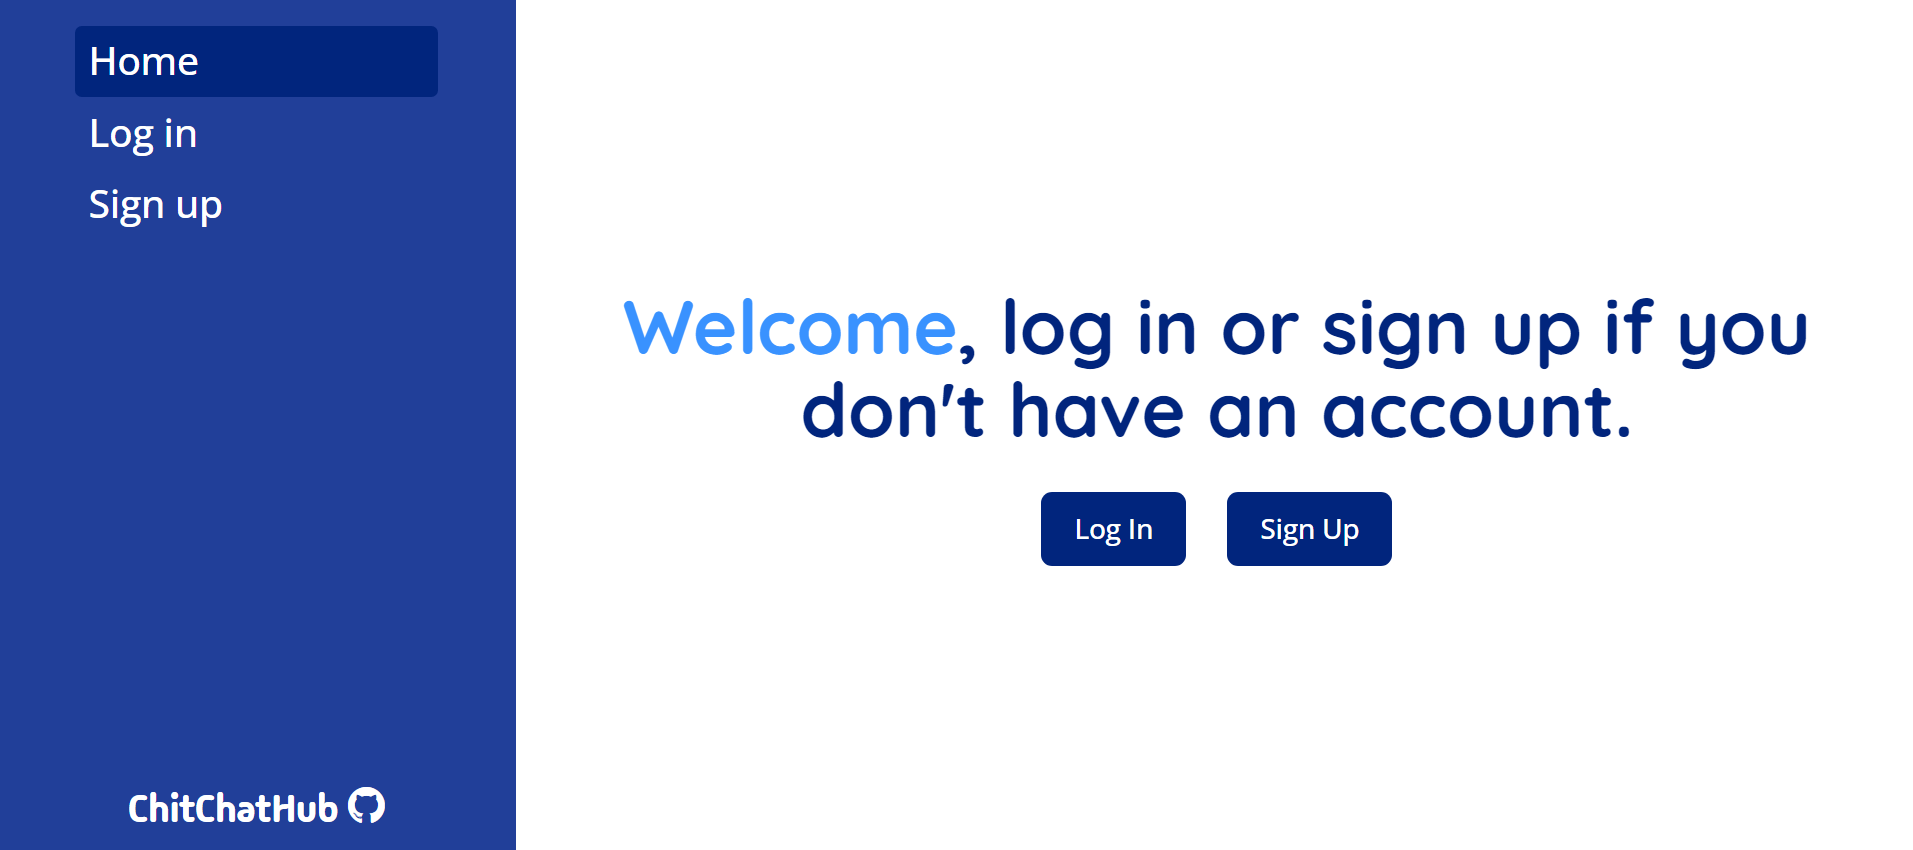 Home
Log in
Sign up
Welcome, log in or sign up if you
don't have an account.
Log In
Sign Up
ChitChatHub